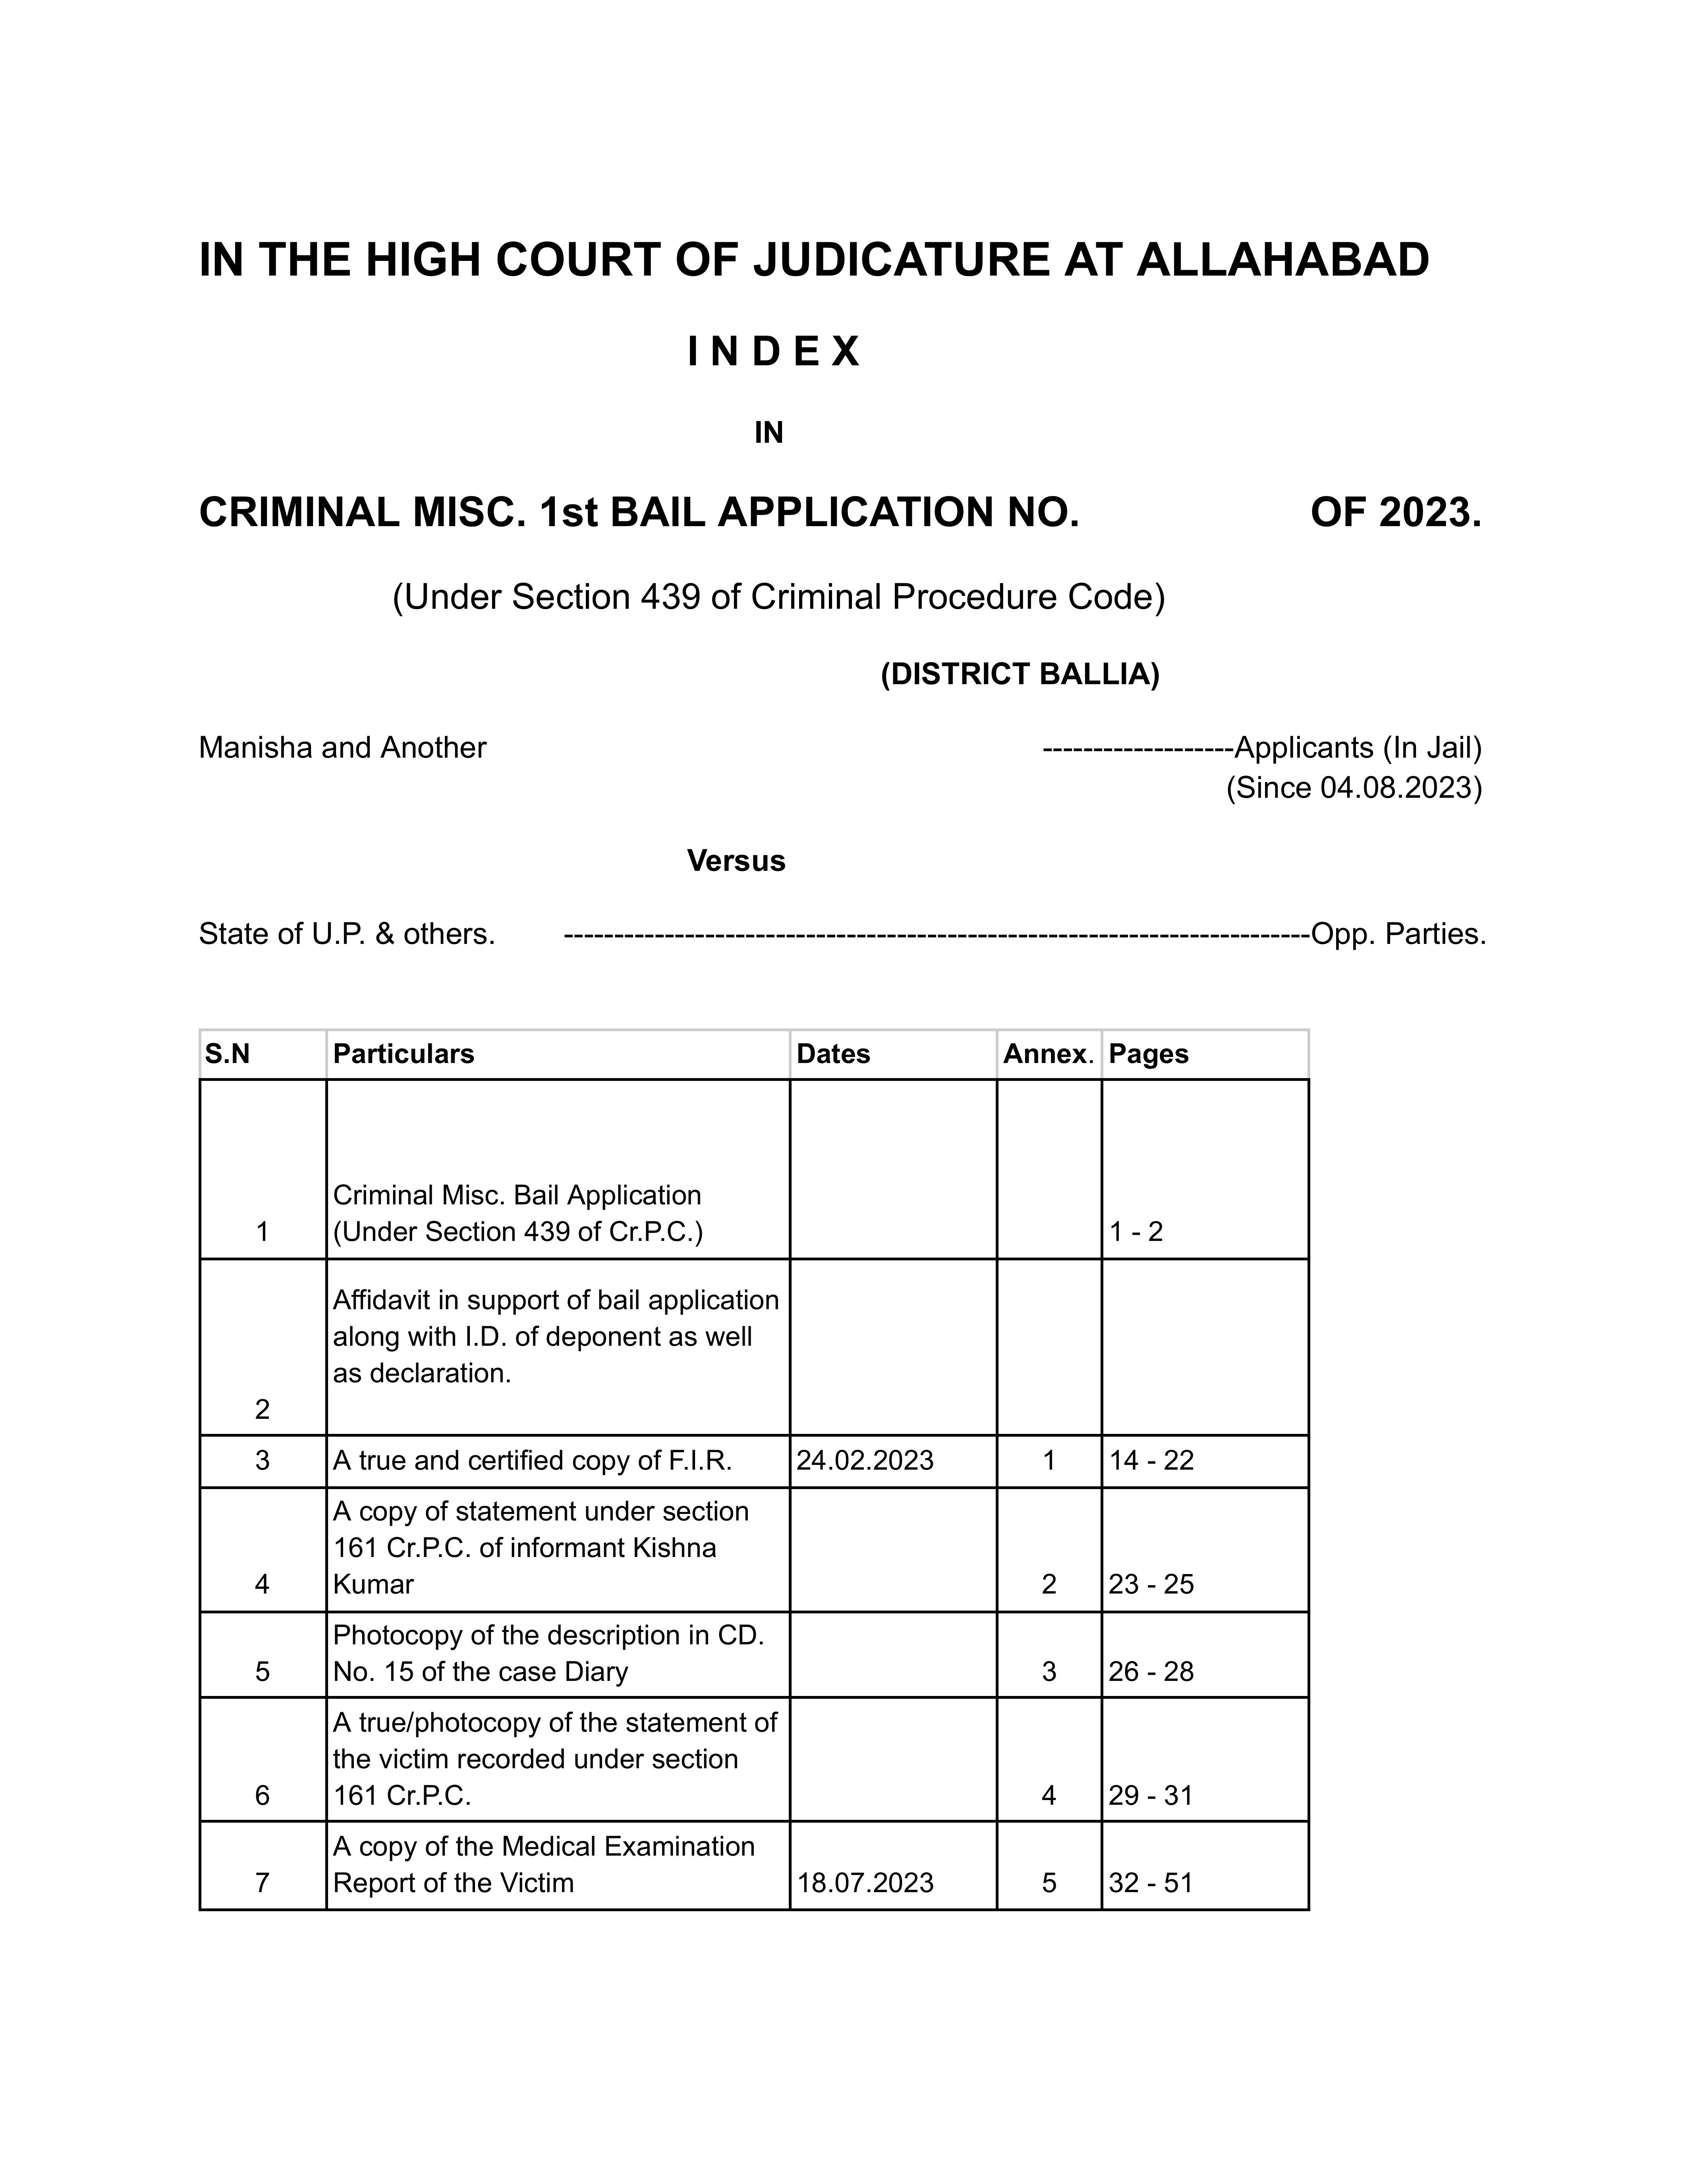 IN THE HIGH COURT OF JUDICATURE AT ALLAHABAD
I N D E X
IN
CRIMINAL MISC. 1st BAIL APPLICATION NO. OF 2023.
(Under Section 439 of Criminal Procedure Code)
(DISTRICT BALLIA)
Manisha and Another -------------------Applicants (In Jail)
(Since 04.08.2023)
Versus
State of U.P. & others. --------------------------------------------------------------------------Opp. Parties.
S.N Particulars Dates Annex. Pages
Criminal Misc. Bail Application
1 (Under Section 439 of Cr.P.C.) 1 - 2
Affidavit in support of bail application
along with I.D. of deponent as well
as declaration.
2
3 A true and certified copy of F.I.R. 24.02.2023 1 14 - 22
A copy of statement under section
161 Cr.P.C. of informant Kishna
4 Kumar 2 23 - 25
Photocopy of the description in CD.
5 No. 15 of the case Diary 3 26 - 28
A true/photocopy of the statement of
the victim recorded under section
6 161 Cr.P.C. 4 29 - 31
A copy of the Medical Examination
7 Report of the Victim 18.07.2023 5 32 - 51